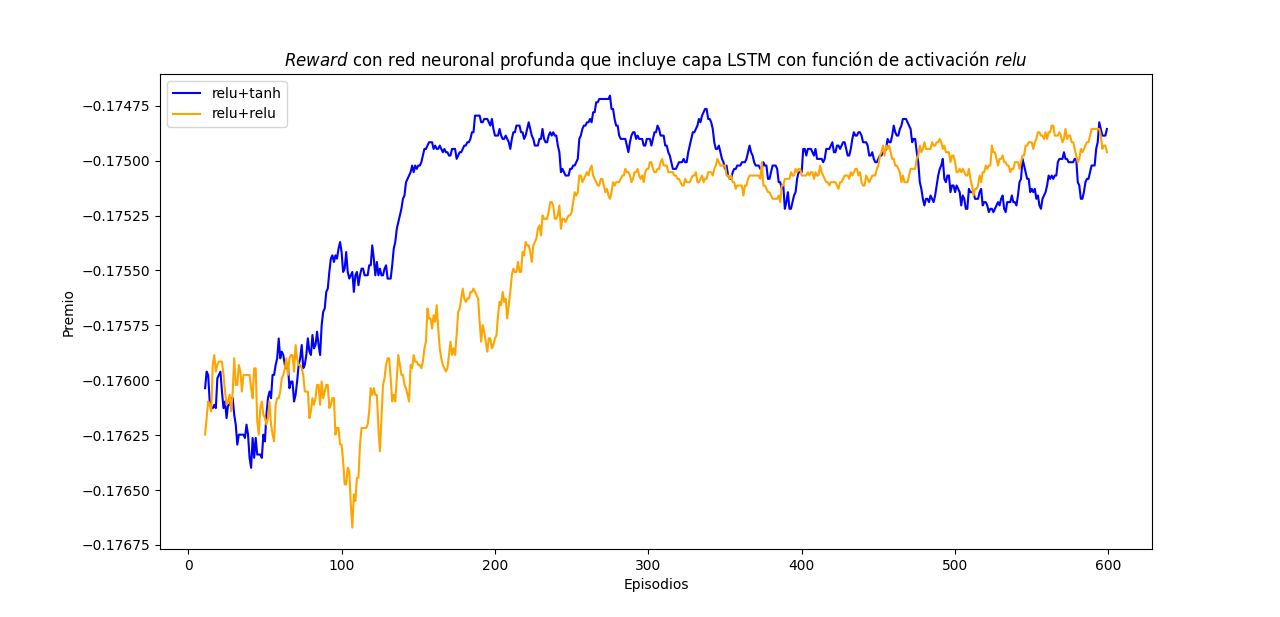 Reward con red neuronal profunda que incluye capa LSTM con función de activación relu
relu+tanh
relu+relu
−0.17475
−0.17500
−0.17525
−0.17550
−0.17575
−0.17600
−0.17625
−0.17650
−0.17675
Premio
0 100 200 300 400 500 600
Episodios